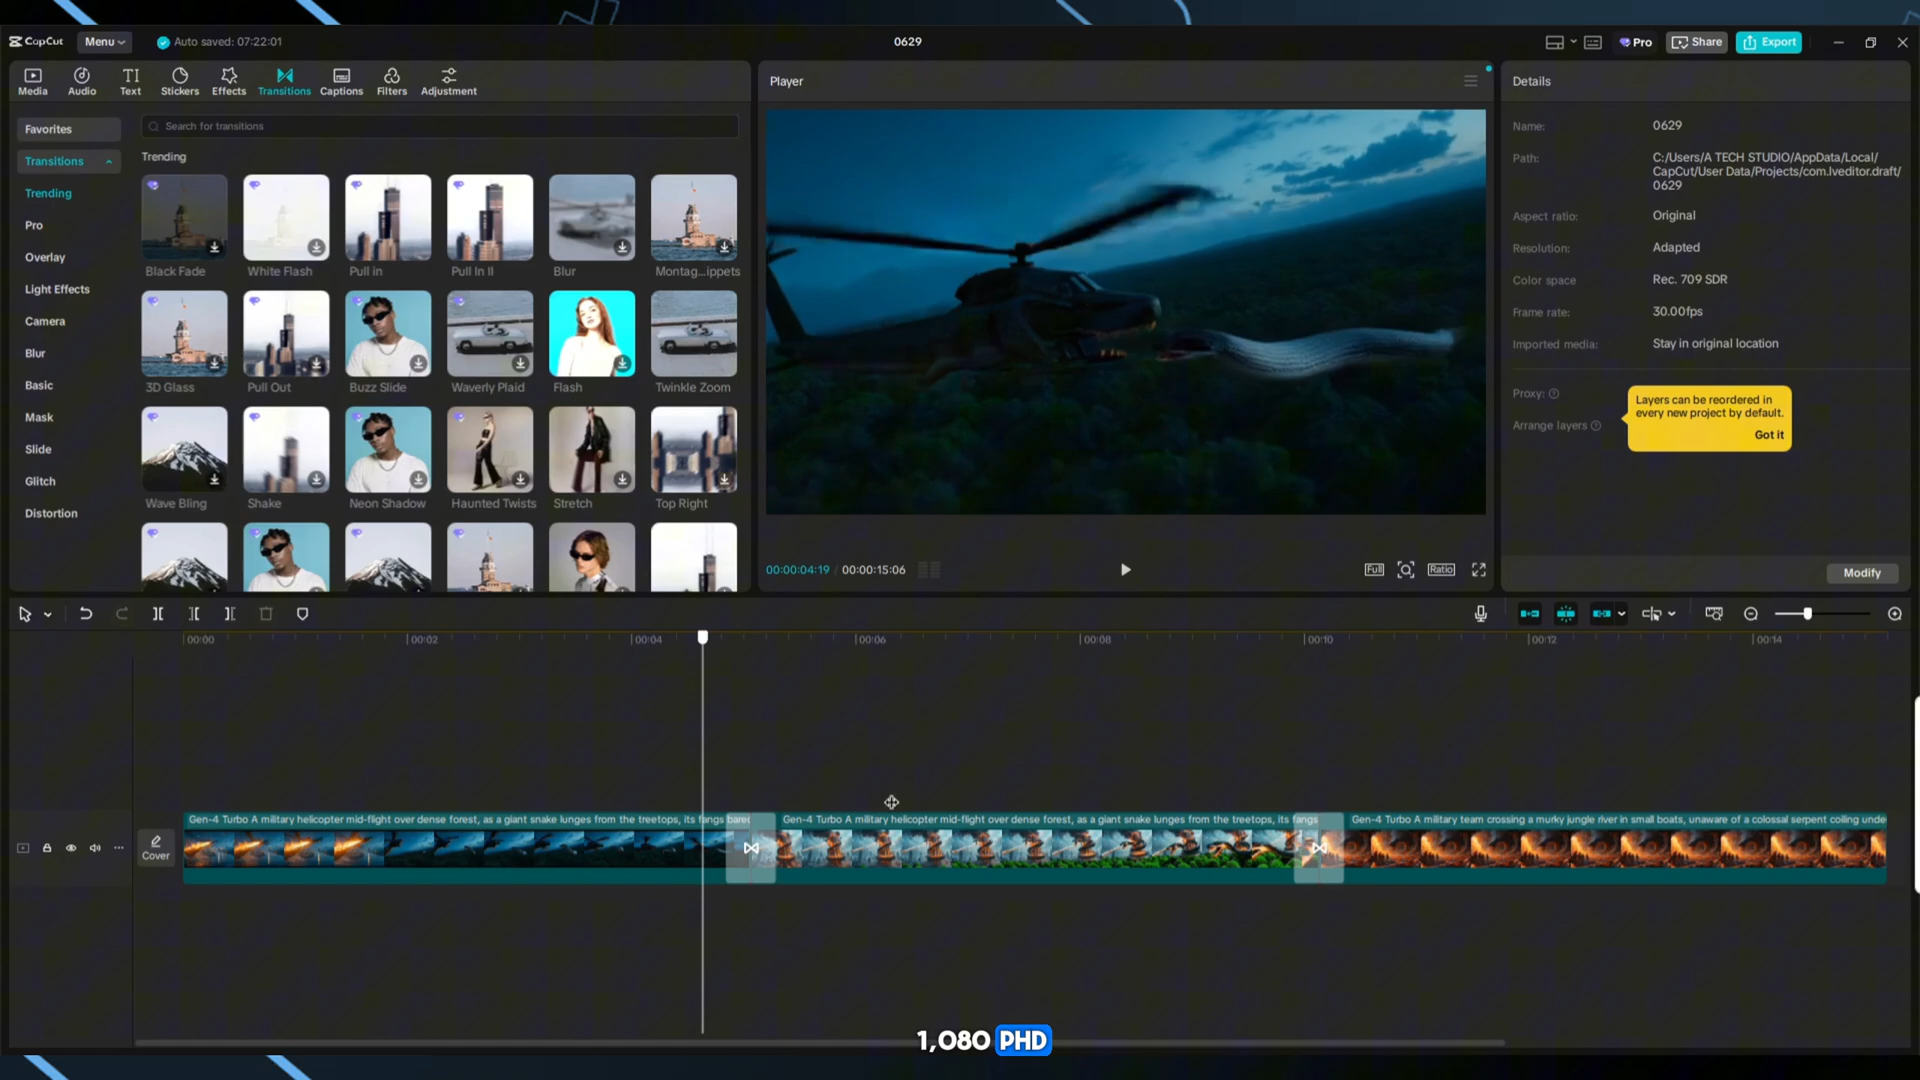 CapCut
Menu
Auto saved: 07:22:01
0629
Pro
Share
Export
Media
Audio
Text
Stickers
Effects
Transitions
Captions
Filters
Adjustment
Favorites
Transitions
Trending
Pro
Overlay
Light Effects
Camera
Blur
Basic
Mask
Slide
Glitch
Distortion
Search for transitions
Trending
Black Fade
White Flash
Pull in
Pull In II
Blur
Montag...ippets
3D Glass
Pull Out
Buzz Slide
Waverly Plaid
Flash
Twinkle Zoom
Wave Bling
Shake
Neon Shadow
Haunted Twists
Stretch
Top Right
Player
00:00:04:19 / 00:00:15:06
Full
Ratio
Details
Name:
0629
Path:
C:/Users/A TECH STUDIO/AppData/Local/
CapCut/User Data/Projects/com.lveditor.draft/
0629
Aspect ratio:
Original
Resolution:
Adapted
Color space
Rec. 709 SDR
Frame rate:
30.00fps
Imported media:
Stay in original location
Proxy:
Arrange layers
Layers can be reordered in
every new project by default.
Got it
Modify
00:00
00:02
00:04
00:06
00:08
00:10
00:12
00:14
Cover
Gen-4 Turbo A military helicopter mid-flight over dense forest, as a giant snake lunges from the treetops, its fangs bared
Gen-4 Turbo A military helicopter mid-flight over dense forest, as a giant snake lunges from the treetops, its fangs
Gen-4 Turbo A military team crossing a murky jungle river in small boats, unaware of a colossal serpent coiling unde
1,080 PHD